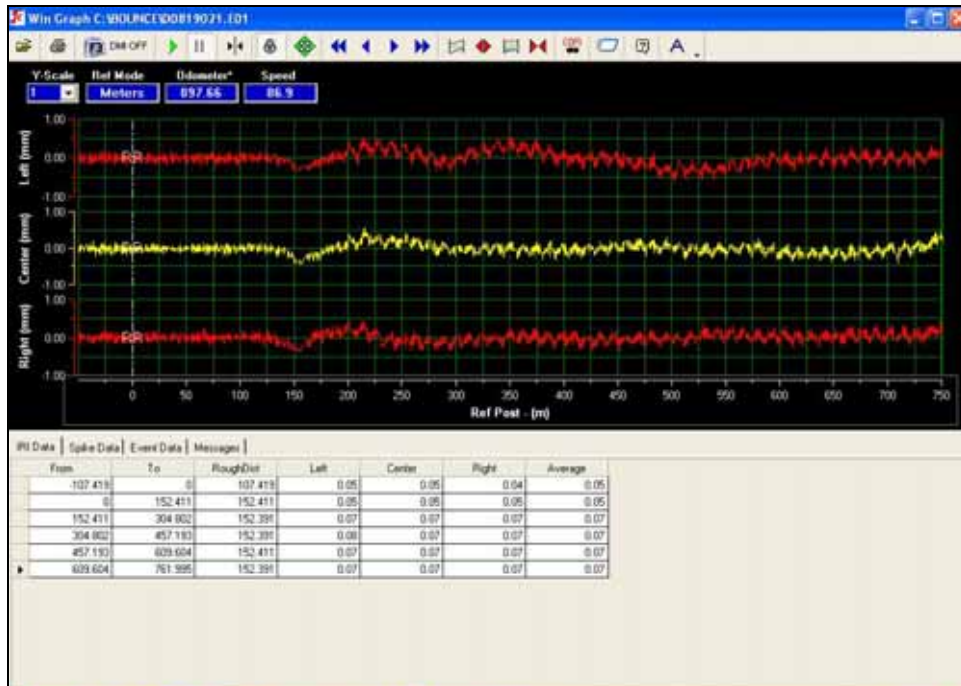 Win Graph C:\BOUNCE\D0819021.E01
DMI OFF
Y-Scale Ref Mode Odometer* Speed
1 Meters 897.66 86.9
Left (mm)
1.00
0.00
-1.00
Center (mm)
1.00
0.00
-1.00
Right (mm)
1.00
0.00
-1.00
0 50 100 150 200 250 300 350 400 450 500 550 600 650 700 750
Ref Post - (m)
IRI Data Spike Data Event Data Messages
From To RoughDist Left Center Right Average
-107.419 0 107.419 0.05 0.05 0.04 0.05
0 152.411 152.411 0.05 0.05 0.05 0.05
152.411 304.802 152.391 0.07 0.07 0.07 0.07
304.802 457.193 152.391 0.08 0.07 0.07 0.07
457.193 609.604 152.411 0.07 0.07 0.07 0.07
609.604 761.995 152.391 0.07 0.07 0.07 0.07